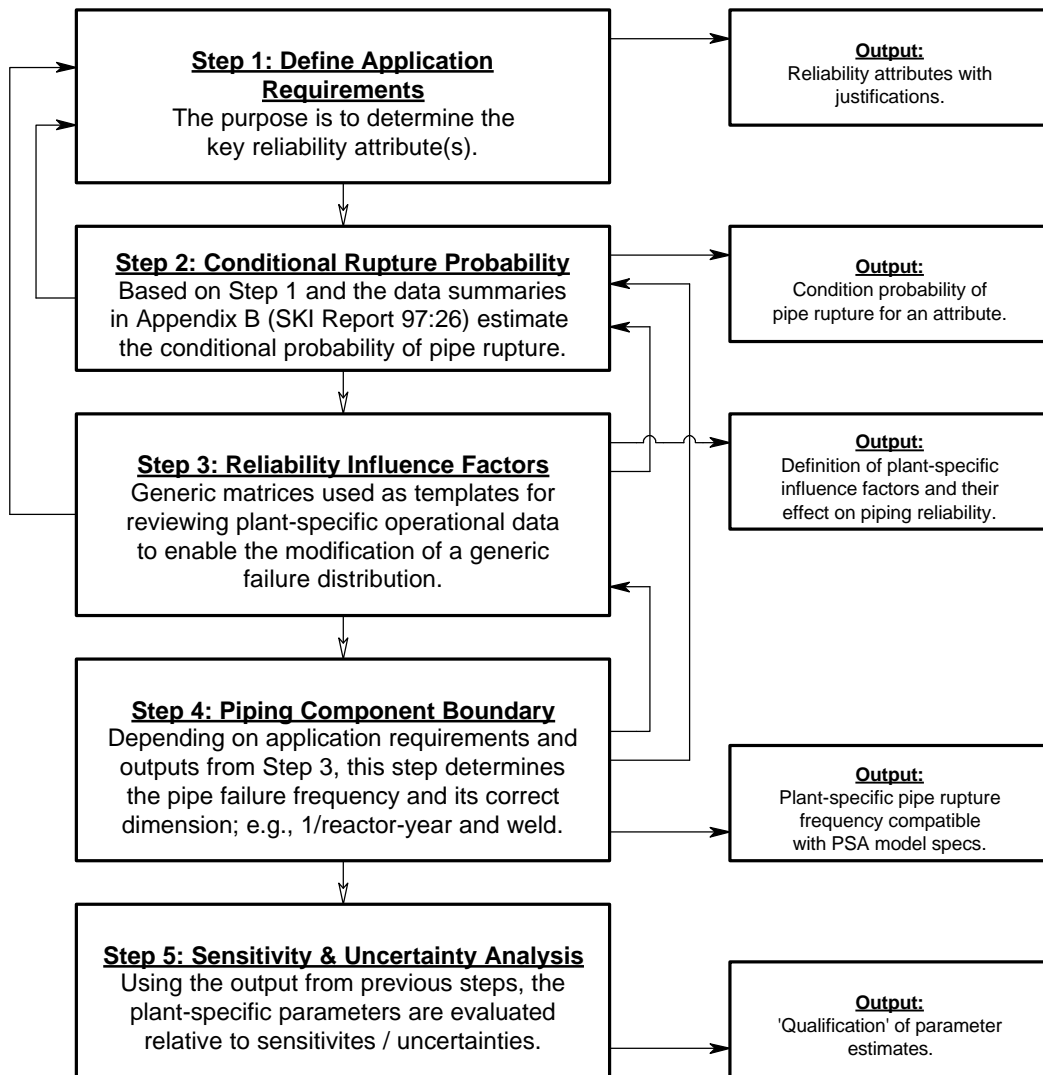 Step 1: Define Application
Requirements
The purpose is to determine the
key reliability attribute(s).
Output:
Reliability attributes with
justifications.
Step 2: Conditional Rupture Probability
Based on Step 1 and the data summaries
in Appendix B (SKI Report 97:26) estimate
the conditional probability of pipe rupture.
Output:
Condition probability of
pipe rupture for an attribute.
Step 3: Reliability Influence Factors
Generic matrices used as templates for
reviewing plant-specific operational data
to enable the modification of a generic
failure distribution.
Output:
Definition of plant-specific
influence factors and their
effect on piping reliability.
Step 4: Piping Component Boundary
Depending on application requirements and
outputs from Step 3, this step determines
the pipe failure frequency and its correct
dimension; e.g., 1/reactor-year and weld.
Output:
Plant-specific pipe rupture
frequency compatible
with PSA model specs.
Step 5: Sensitivity & Uncertainty Analysis
Using the output from previous steps, the
plant-specific parameters are evaluated
relative to sensitivites / uncertainties.
Output:
'Qualification' of parameter
estimates.